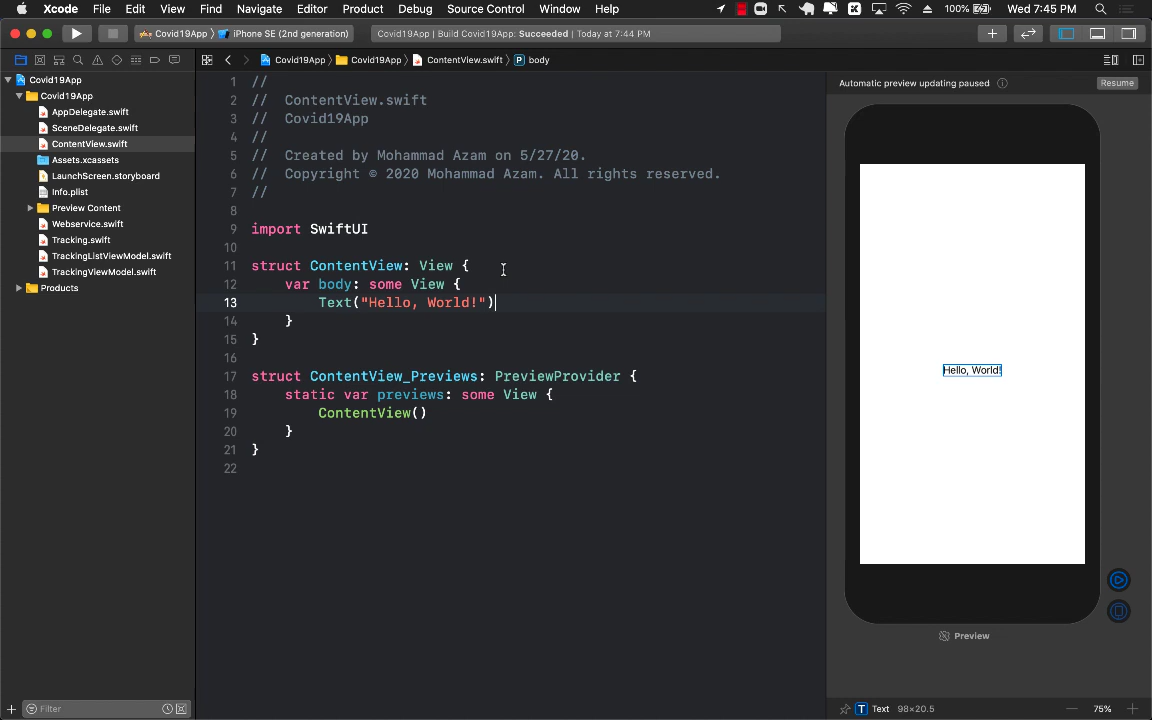 Xcode File Edit View Find Navigate Editor Product Debug Source Control Window Help 100% Wed 7:45 PM
Covid19App iPhone SE (2nd generation) Covid19App | Build Covid19App: Succeeded | Today at 7:44 PM
Covid19App Covid19App ContentView.swift P body
Covid19App
Covid19App
AppDelegate.swift
SceneDelegate.swift
ContentView.swift
Assets.xcassets
LaunchScreen.storyboard
Info.plist
Preview Content
Webservice.swift
Tracking.swift
TrackingListViewModel.swift
TrackingViewModel.swift
Products
Filter
1 //
2 // ContentView.swift
3 // Covid19App
4 //
5 // Created by Mohammad Azam on 5/27/20.
6 // Copyright © 2020 Mohammad Azam. All rights reserved.
7 //
8
9 import SwiftUI
10
11 struct ContentView: View {
12 var body: some View {
13 Text("Hello, World!")
14 }
15 }
16
17 struct ContentView_Previews: PreviewProvider {
18 static var previews: some View {
19 ContentView()
20 }
21 }
22
Automatic preview updating paused Resume
Hello, World!
Preview
T Text 98×20.5 75%